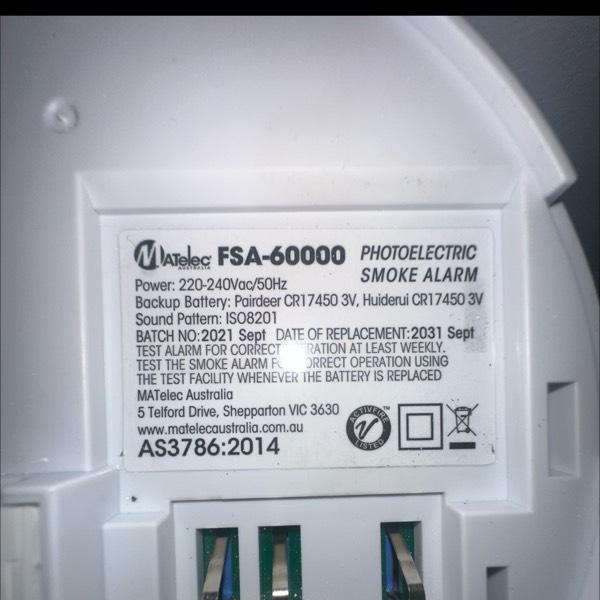 MATelec FSA-60000 PHOTOELECTRIC
AUSTRALIA SMOKE ALARM
Power: 220-240Vac/50Hz
Backup Battery: Pairdeer CR17450 3V, Huiderui CR17450 3V
Sound Pattern: ISO8201
BATCH NO:2021 Sept DATE OF REPLACEMENT:2031 Sept
TEST ALARM FOR CORRECT OPERATION AT LEAST WEEKLY.
TEST THE SMOKE ALARM FOR CORRECT OPERATION USING
THE TEST FACILITY WHENEVER THE BATTERY IS REPLACED
MATelec Australia
5 Telford Drive, Shepparton VIC 3630
www.matelecaustralia.com.au
AS3786:2014
ACTIVFIRE
LISTED